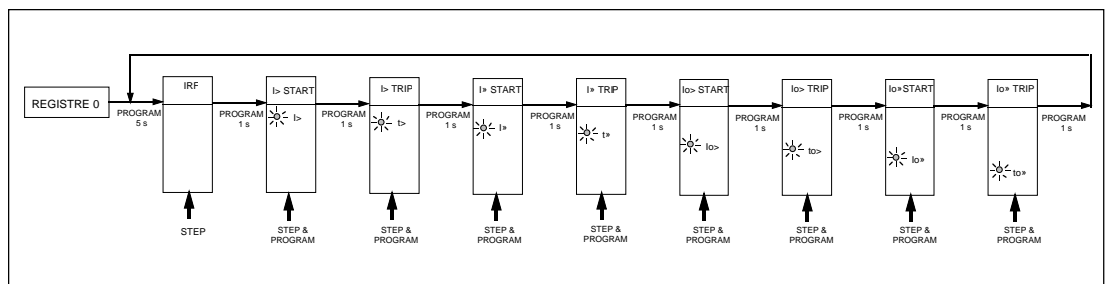 REGISTRE 0
PROGRAM
5 s
IRF
STEP
PROGRAM
1 s
I> START
I>
STEP &
PROGRAM
PROGRAM
1 s
I> TRIP
t>
STEP &
PROGRAM
PROGRAM
1 s
I» START
I»
STEP &
PROGRAM
PROGRAM
1 s
I» TRIP
t»
STEP &
PROGRAM
PROGRAM
1 s
Io> START
Io>
STEP &
PROGRAM
PROGRAM
1 s
Io> TRIP
to>
STEP &
PROGRAM
PROGRAM
1 s
Io» START
Io»
STEP &
PROGRAM
PROGRAM
1 s
Io» TRIP
to»
STEP &
PROGRAM
PROGRAM
1 s